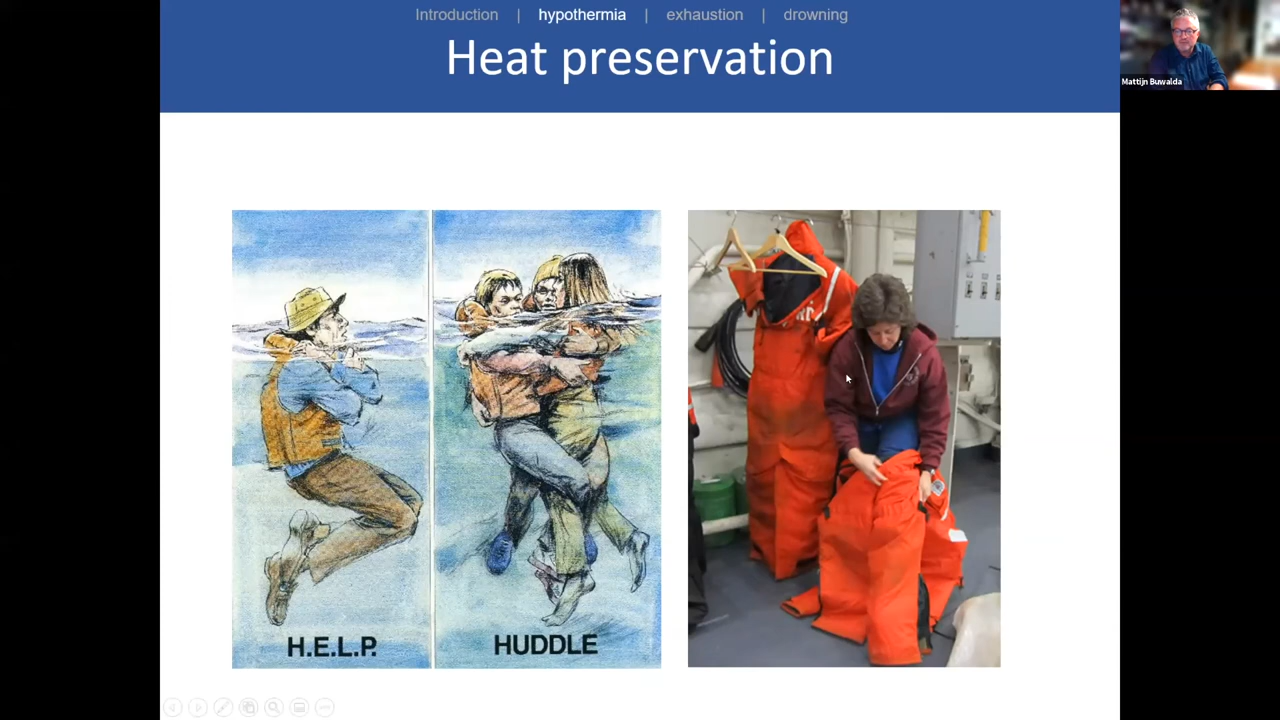 Introduction | hypothermia | exhaustion | drowning
Heat preservation
Mattijn Buwalda
H.E.L.P.
HUDDLE